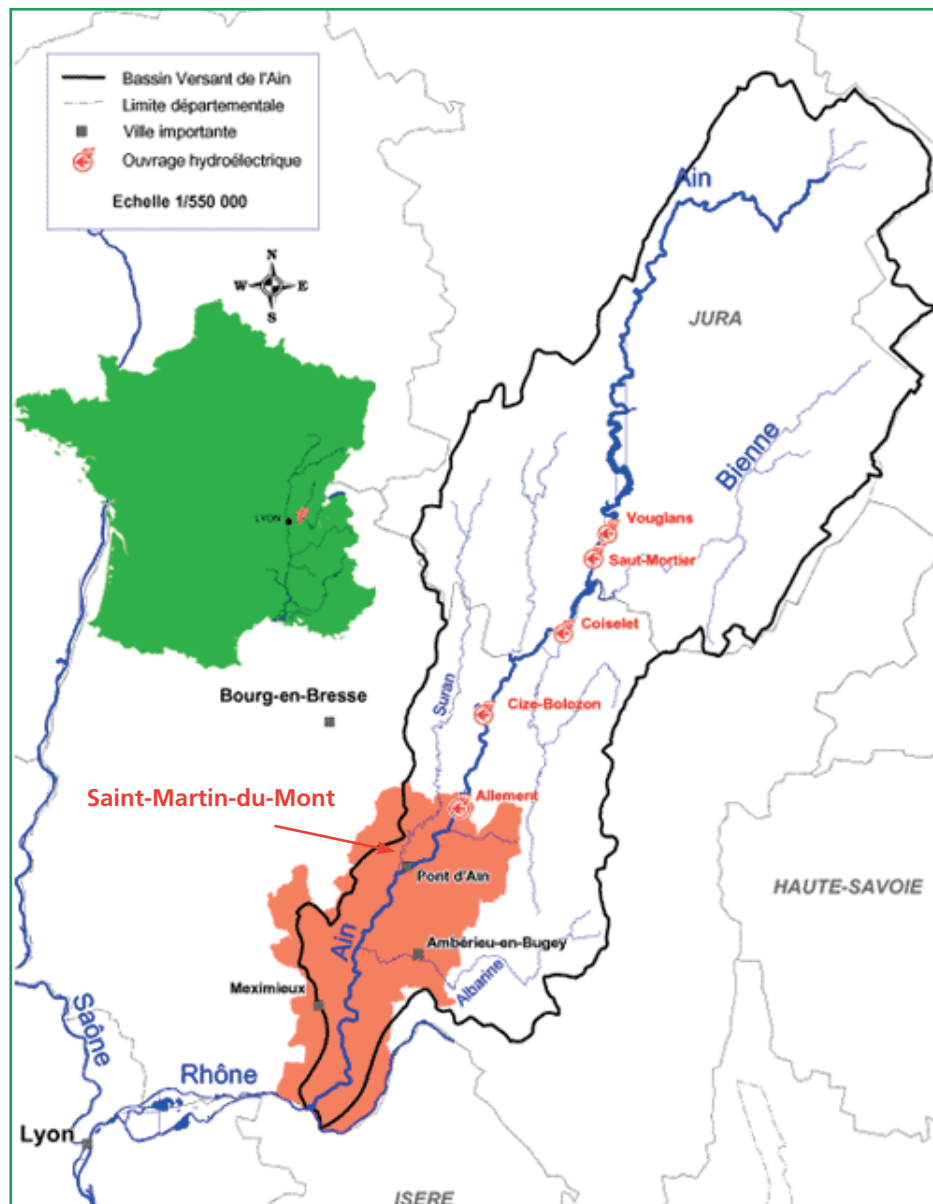 Bassin Versant de l'Ain
Limite départementale
Ville importante
Ouvrage hydroélectrique
Echelle 1/550 000
N
W
E
S
Ain
JURA
Bienne
LYON
Vouglans
Saut-Mortier
Coiselet
Suran
Bourg-en-Bresse
Cize-Bolozon
Saint-Martin-du-Mont
Allement
Pont d'Ain
HAUTE-SAVOIE
Ain
Ambérieu-en-Bugey
Albarine
Meximieux
Saône
Rhône
Lyon
ISERE